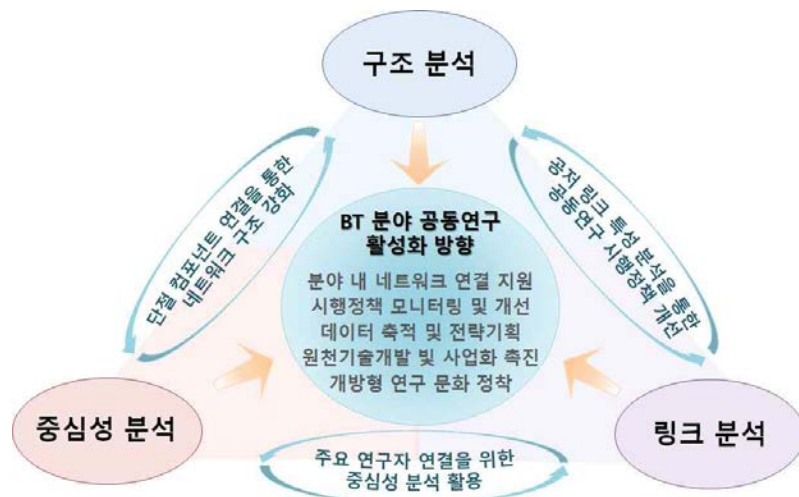 구조 분석
단절 컴포넌트 연결을 통한
네트워크 구조 강화
공저 링크 특성 분석을 통한
공동연구 시행정책 개선
BT 분야 공동연구
활성화 방향
분야 내 네트워크 연결 지원
시행정책 모니터링 및 개선
데이터 축적 및 전략기획
원천기술개발 빛 사업화 촉진
개방형 연구 문화 정착
중심성 분석
링크 분석
주요 연구자 연결을 위한
중심성 분석 활용